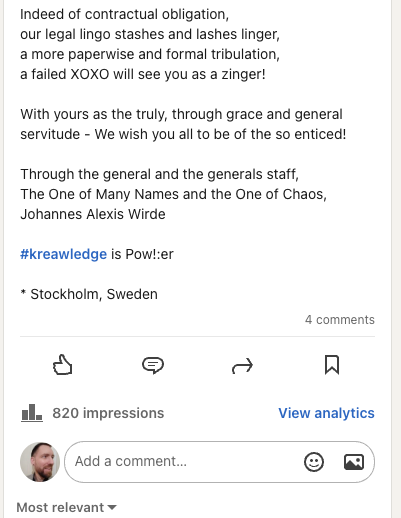 Indeed of contractual obligation,
our legal lingo stashes and lashes linger,
a more paperwise and formal tribulation,
a failed XOXO will see you as a zinger!
With yours as the truly, through grace and general
servitude - We wish you all to be of the so enticed!
Through the general and the generals staff,
The One of Many Names and the One of Chaos,
Johannes Alexis Wirde
#kreawledge is Pow!:er
* Stockholm, Sweden
4 comments
820 impressions
View analytics
Add a comment...
Most relevant